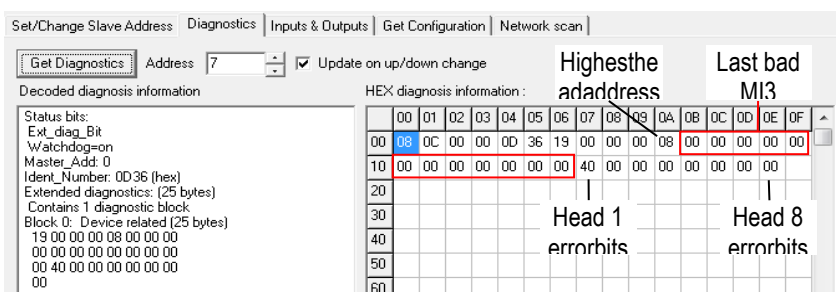 Set/Change Slave Address Diagnostics Inputs & Outputs Get Configuration Network scan
Get Diagnostics Address 7 Update on up/down change
Highesthe adaddress
Last bad MI3
Decoded diagnosis information
HEX diagnosis information :
Status bits:
Ext_diag_Bit
Watchdog=on
Master_Add: 0
Ident_Number: 0D36 (hex)
Extended diagnostics: (25 bytes)
Contains 1 diagnostic block
Block 0: Device related (25 bytes)
19 00 00 00 08 00 00 00
00 00 00 00 00 00 00 00
00 40 00 00 00 00 00 00
00
00 01 02 03 04 05 06 07 08 09 0A 0B 0C 0D 0E 0F
00 08 0C 00 00 0D 36 19 00 00 00 08 00 00 00 00 00
10 00 00 00 00 00 00 00 40 00 00 00 00 00 00 00
20
30
40
50
60
Head 1 errorbits
Head 8 errorbits